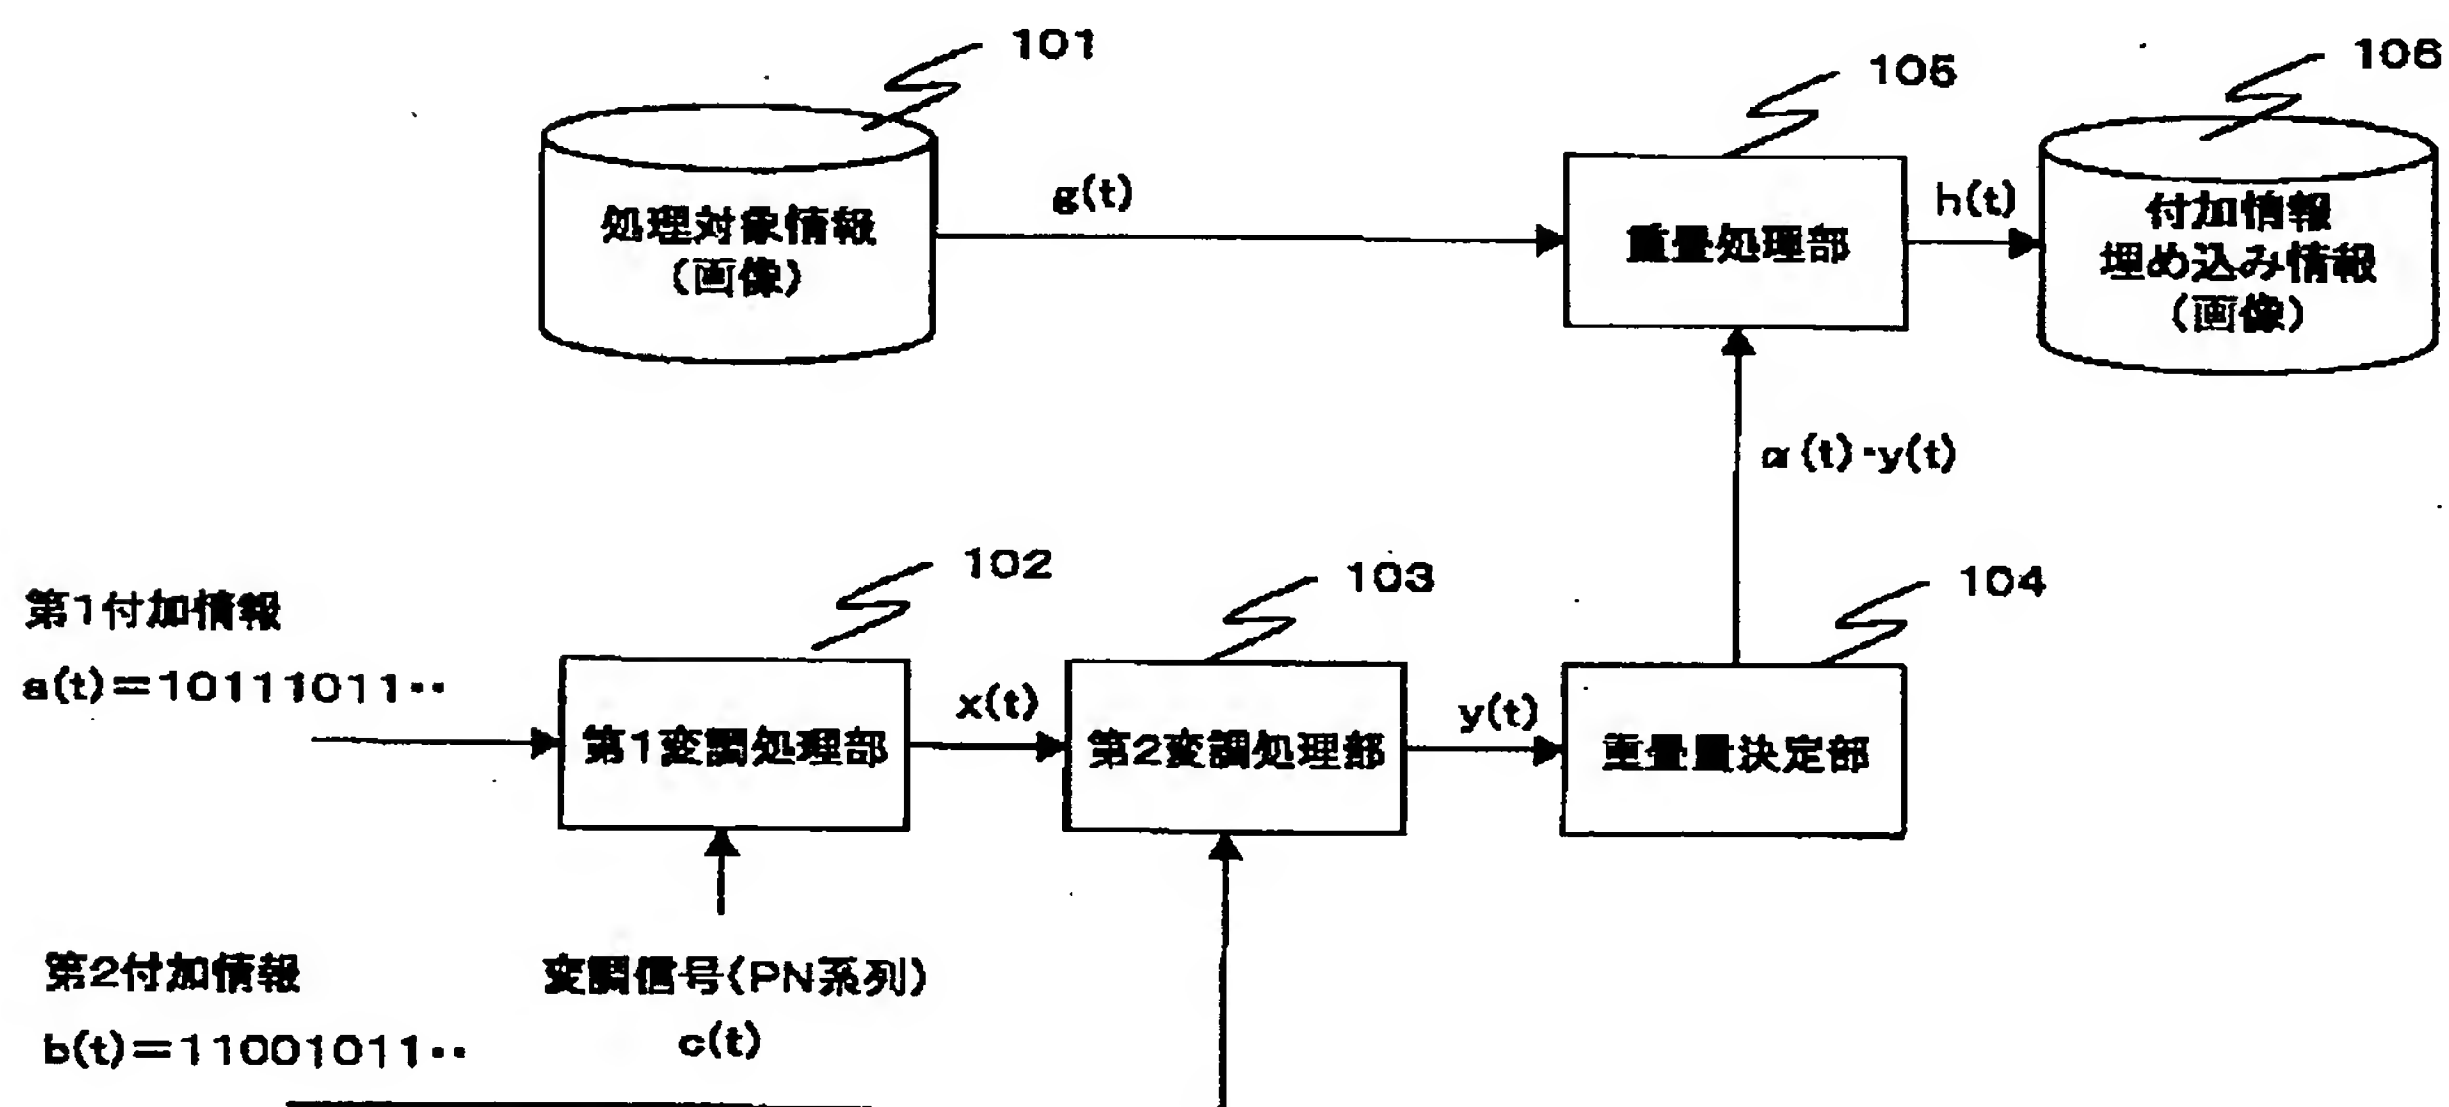 101
105
106
処理対象情報
(画像)
g(t)
重畳処理部
h(t)
付加情報
埋め込み情報
(画像)
α(t)・y(t)
102
103
104
第1付加情報
a(t)=10111011‥
第1変調処理部
x(t)
第2変調処理部
y(t)
重畳量決定部
第2付加情報
b(t)=11001011‥
変調信号(PN系列)
c(t)